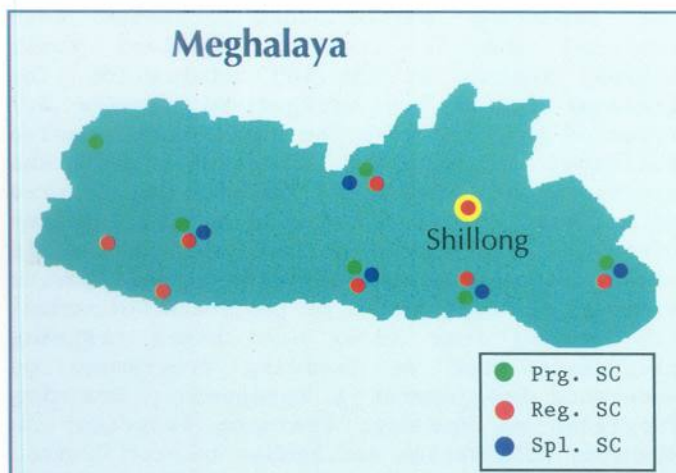 Meghalaya
Shillong
Prg. SC
Reg. SC
Spl. SC